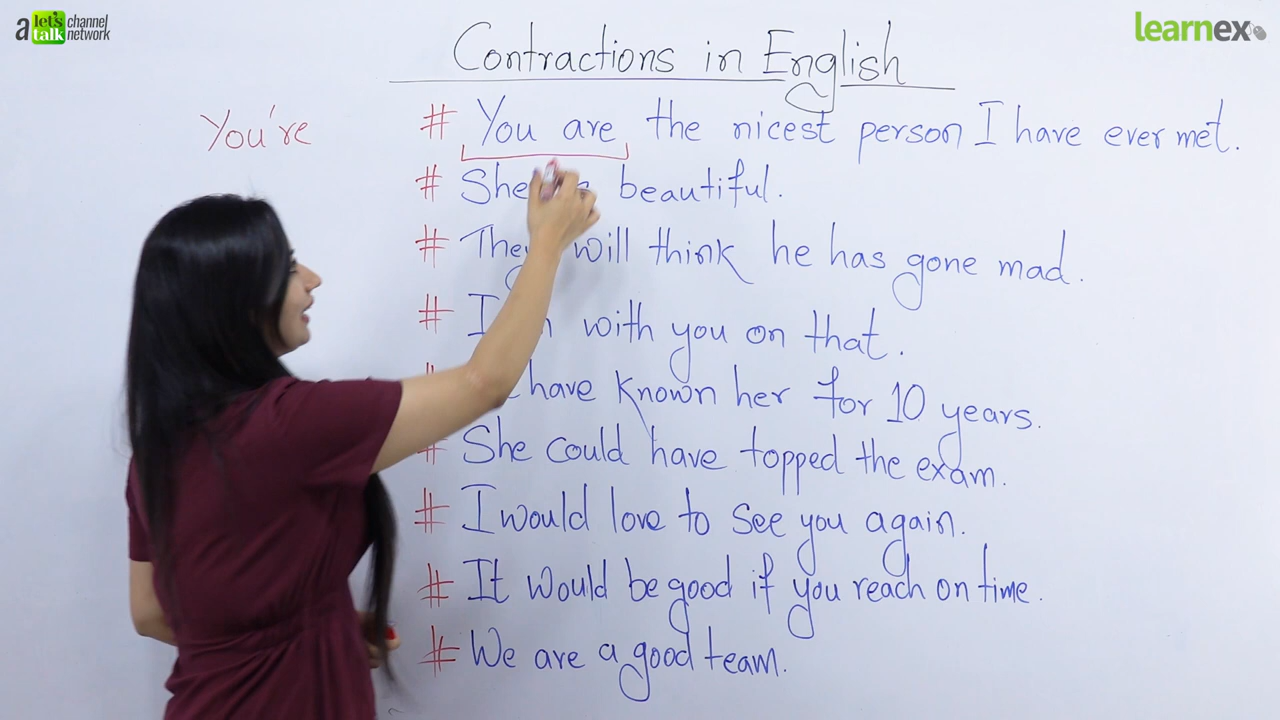 a let's talk channel network
learnex
Contractions in English
You're
# You are the nicest person I have ever met.
# She beautiful.
# They will think he has gone mad.
# I with you on that.
# have known her for 10 years.
# She could have topped the exam.
# I would love to see you again.
# It would be good if you reach on time.
# We are a good team.